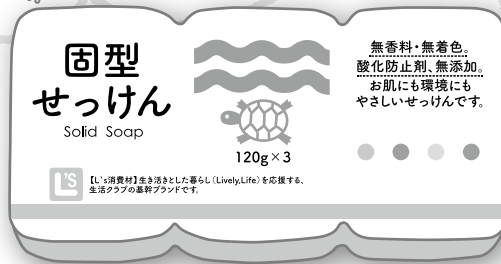 固型
せっけん
Solid Soap
120g×3
無香料・無着色。
酸化防止剤、無添加。
お肌にも環境にも
やさしいせっけんです。
L'S
【L's消費材】生き活きとした暮らし（Lively,Life）を応援する、
生活クラブの基幹ブランドです。